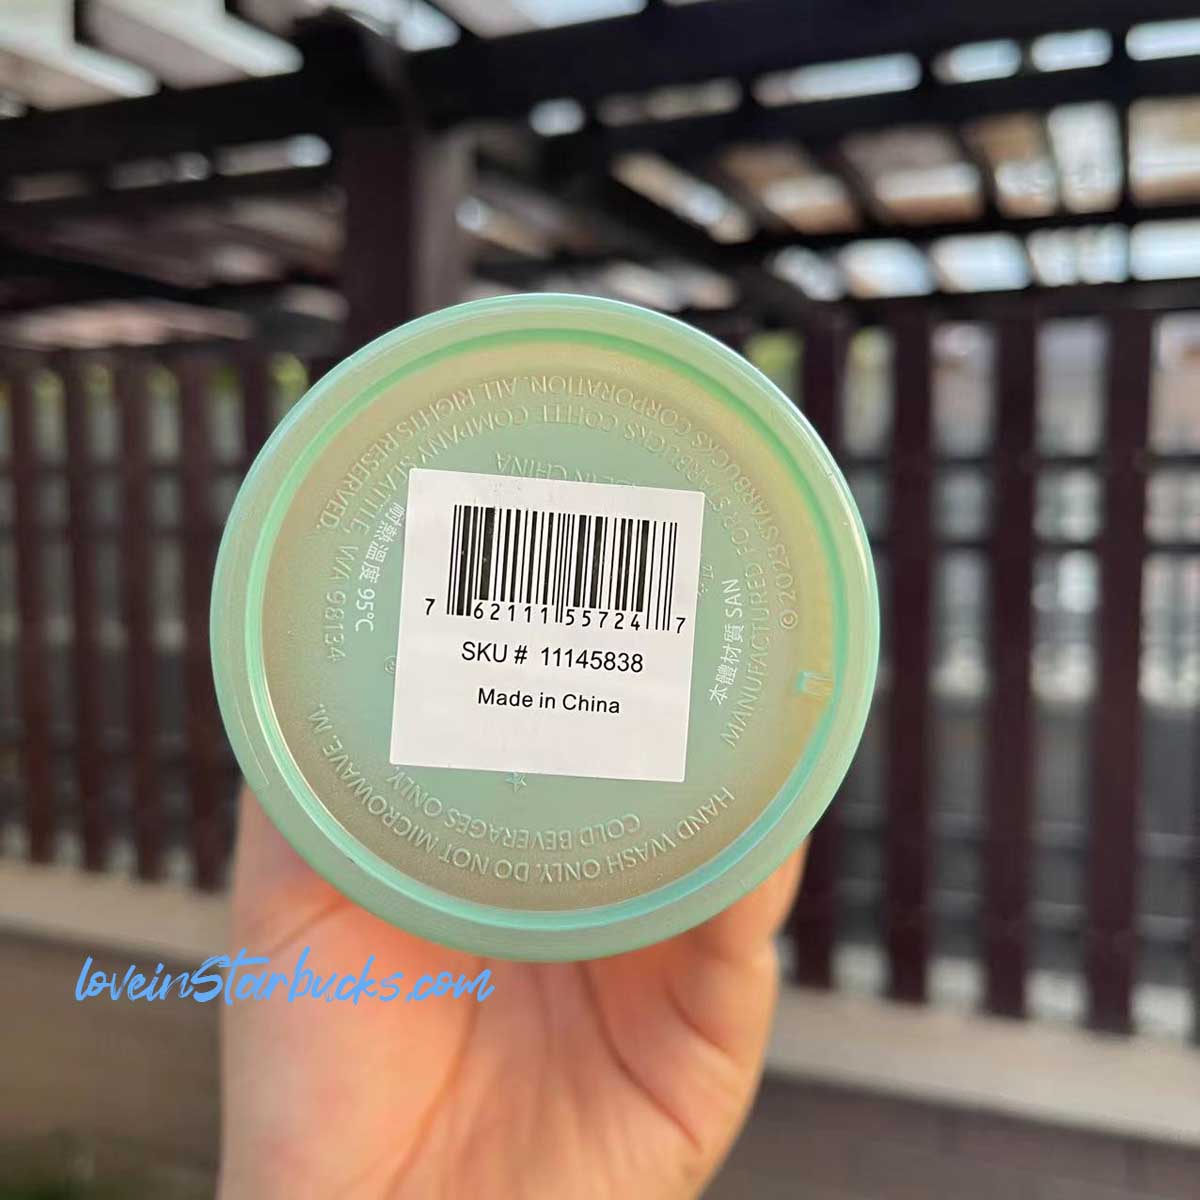 7 62111 55724 7
SKU # 11145838
Made in China
© 2023 STARBUCKS CORPORATION. ALL RIGHTS RESERVED.
MANUFACTURED FOR STARBUCKS COFFEE COMPANY SEATTLE WA 98134
IN CHINA
本體材質 SAN
耐熱溫度 95°C
HAND WASH ONLY. DO NOT MICROWAVE. M.
COLD BEVERAGES ONLY
loveinStarbucks.com